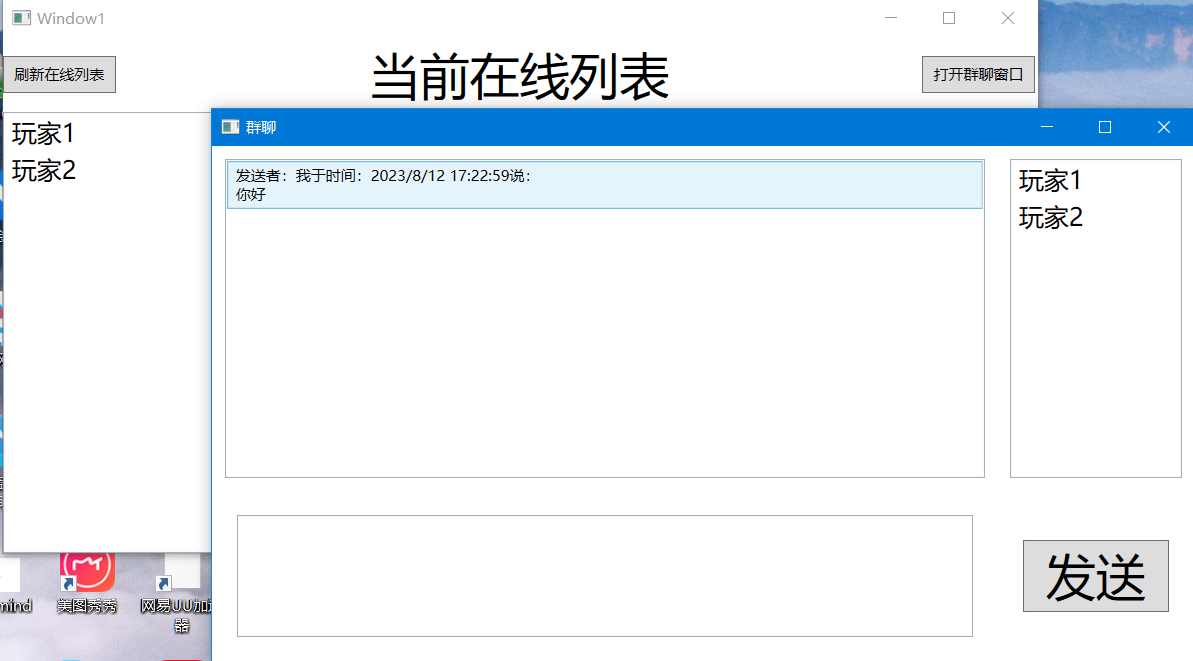 Window1
刷新在线列表
当前在线列表
打开群聊窗口
玩家1
玩家2
群聊
发送者：我于时间：2023/8/12 17:22:59说：
你好
玩家1
玩家2
发送
mind
美图秀秀
网易UU加速
器